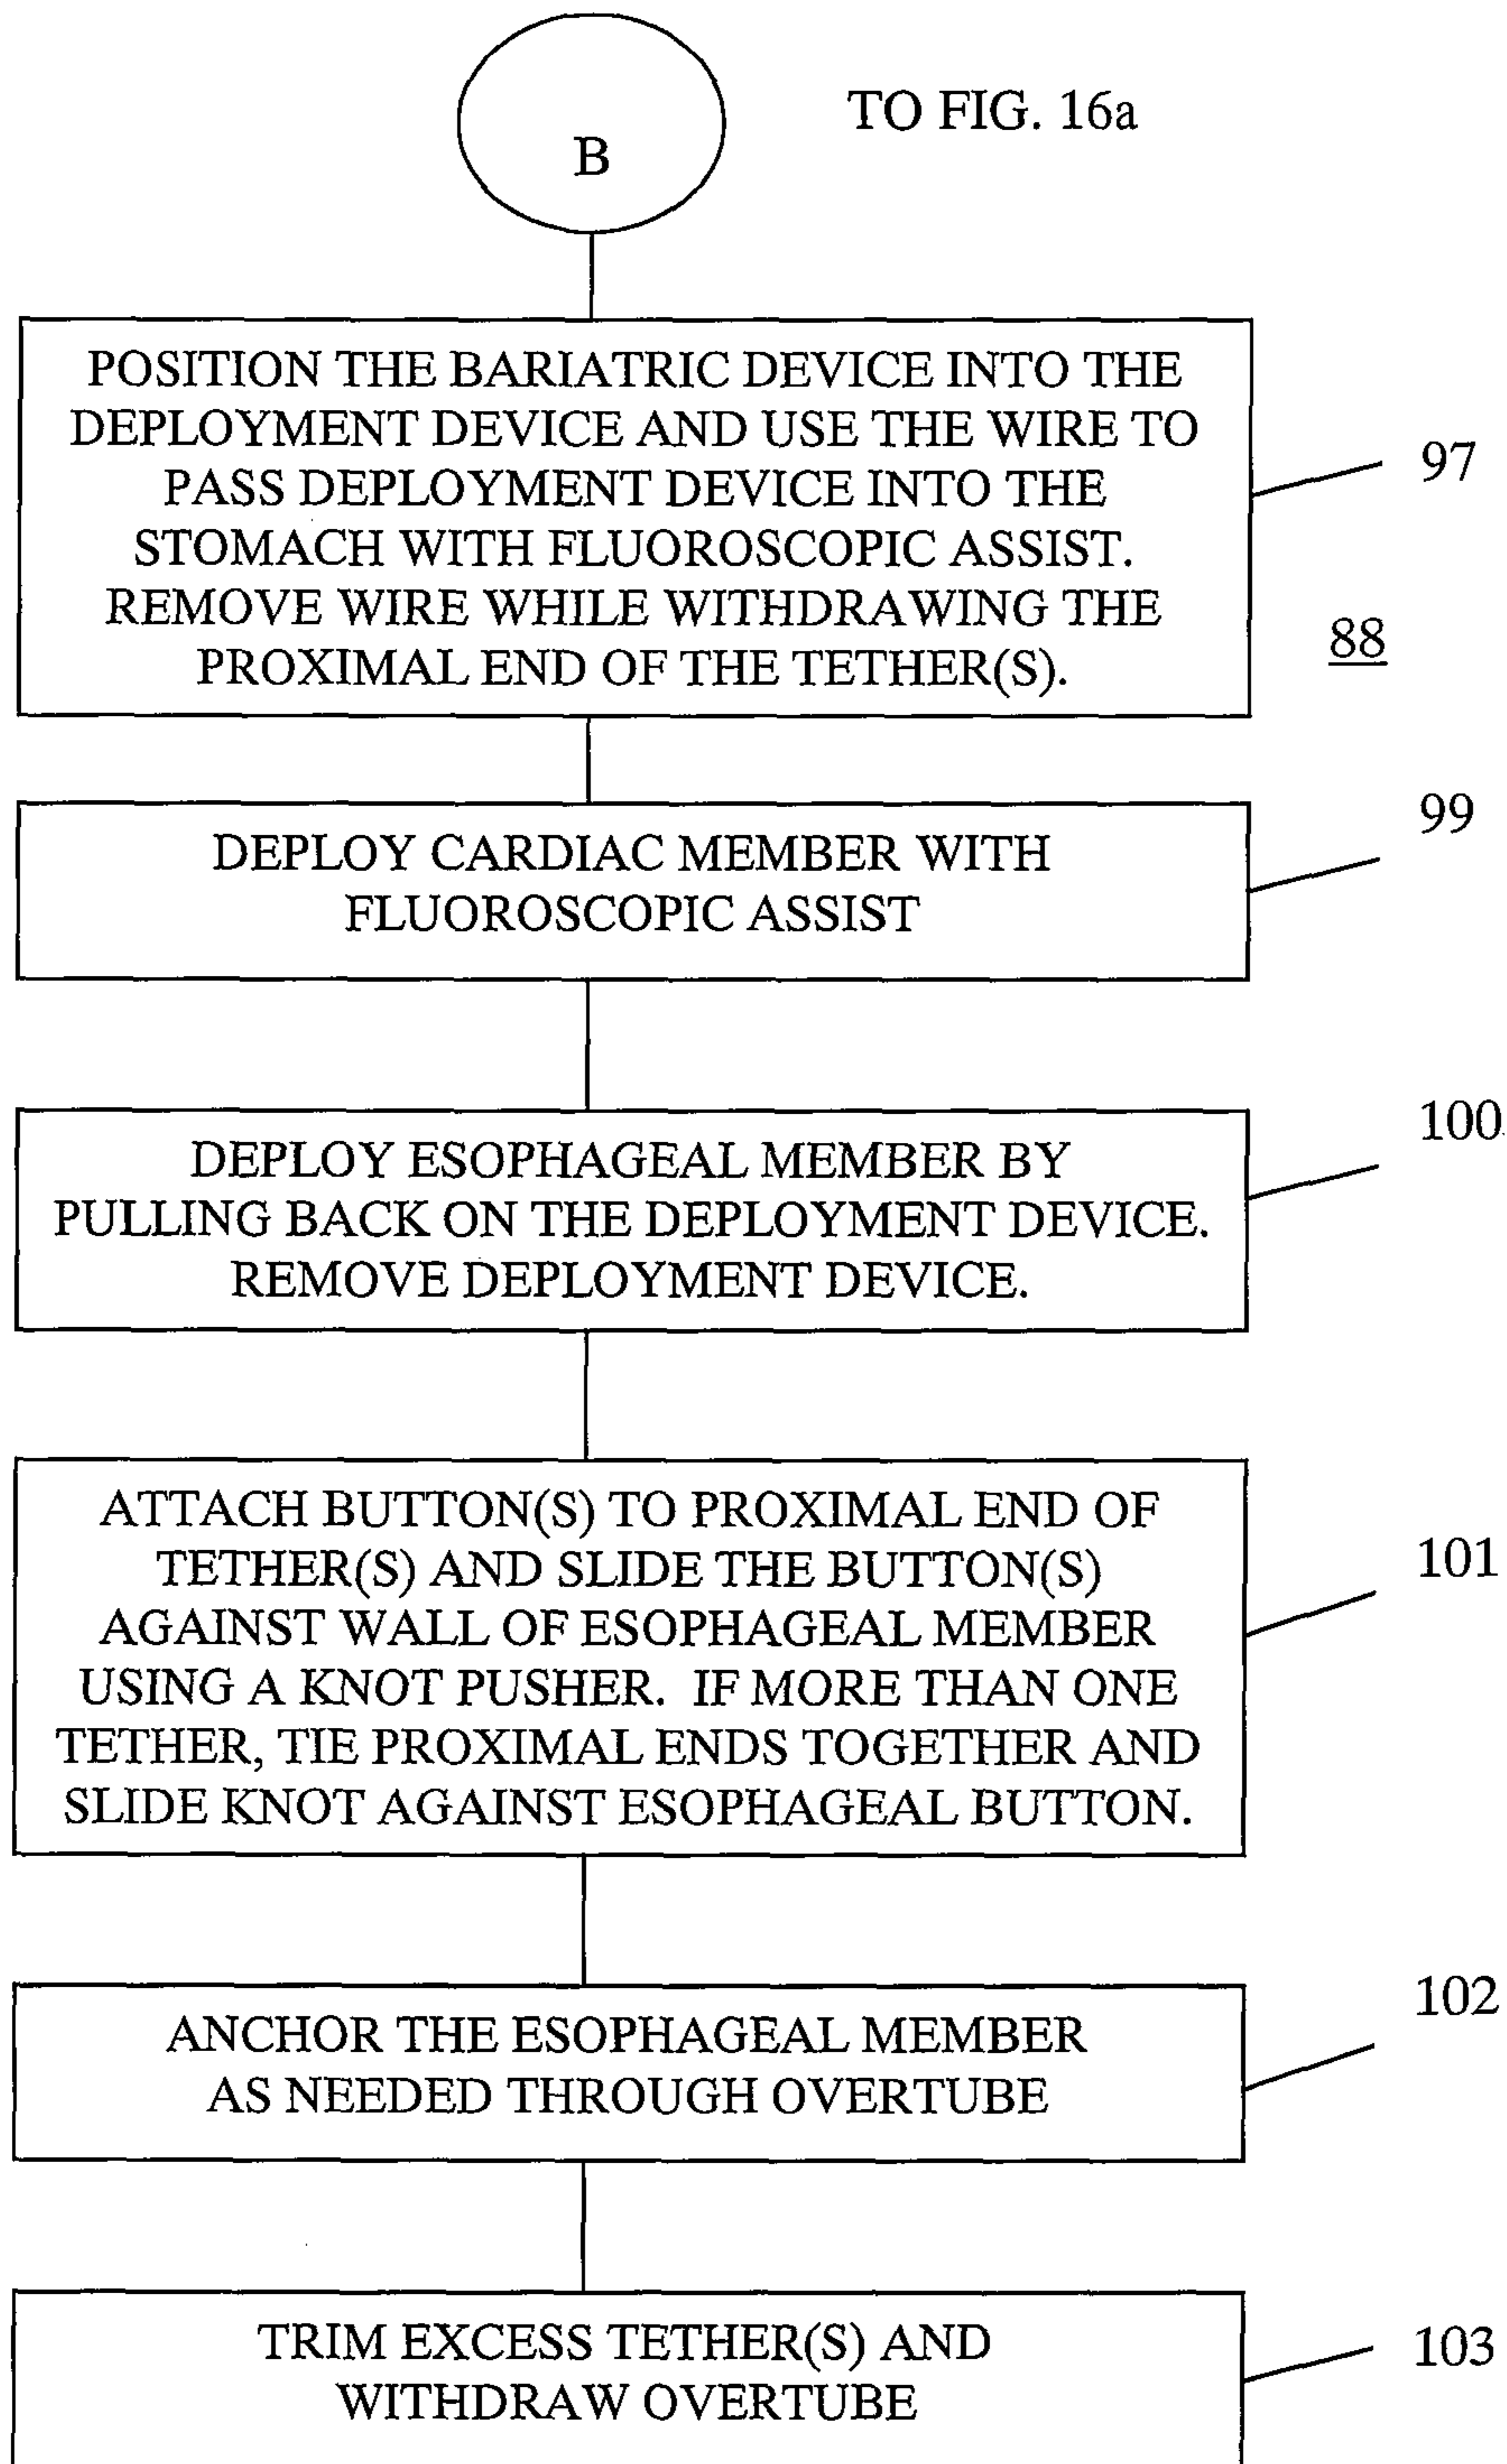 TO FIG. 16a
B
POSITION THE BARIATRIC DEVICE INTO THE
DEPLOYMENT DEVICE AND USE THE WIRE TO
PASS DEPLOYMENT DEVICE INTO THE
STOMACH WITH FLUOROSCOPIC ASSIST.
REMOVE WIRE WHILE WITHDRAWING THE
PROXIMAL END OF THE TETHER(S).
97
88
DEPLOY CARDIAC MEMBER WITH
FLUOROSCOPIC ASSIST
99
DEPLOY ESOPHAGEAL MEMBER BY
PULLING BACK ON THE DEPLOYMENT DEVICE.
REMOVE DEPLOYMENT DEVICE.
100
ATTACH BUTTON(S) TO PROXIMAL END OF
TETHER(S) AND SLIDE THE BUTTON(S)
AGAINST WALL OF ESOPHAGEAL MEMBER
USING A KNOT PUSHER. IF MORE THAN ONE
TETHER, TIE PROXIMAL ENDS TOGETHER AND
SLIDE KNOT AGAINST ESOPHAGEAL BUTTON.
101
ANCHOR THE ESOPHAGEAL MEMBER
AS NEEDED THROUGH OVERTUBE
102
TRIM EXCESS TETHER(S) AND
WITHDRAW OVERTUBE
103